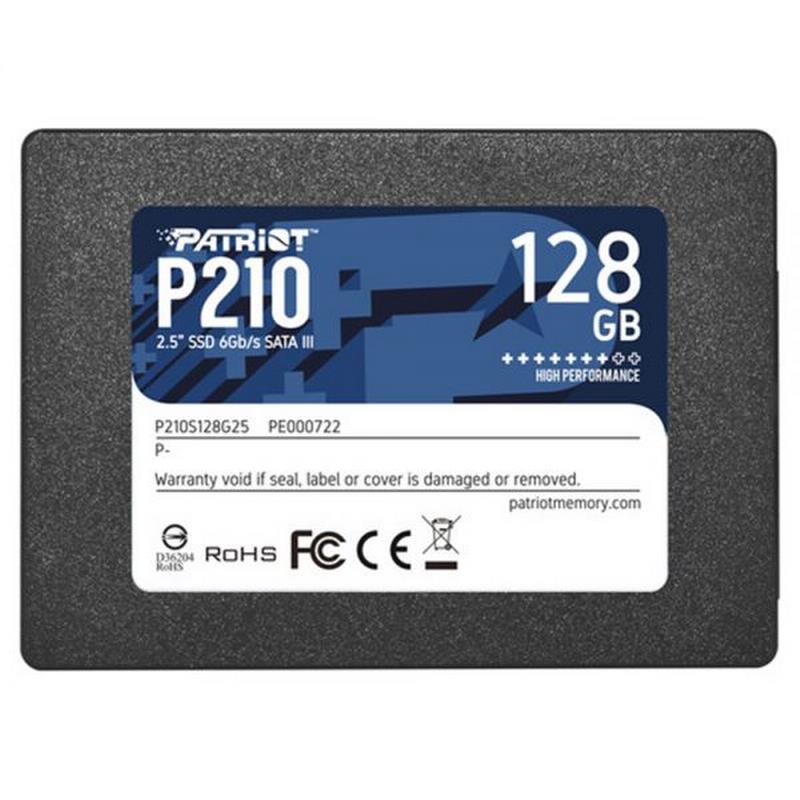 PATRIOT™
P210
2.5" SSD 6Gb/s SATA III
128
GB
HIGH PERFORMANCE
P210S128G25 PE000722
P-
Warranty void if seal, label or cover is damaged or removed.
patriotmemory.com
D36204
RoHS
RoHS
FC CE